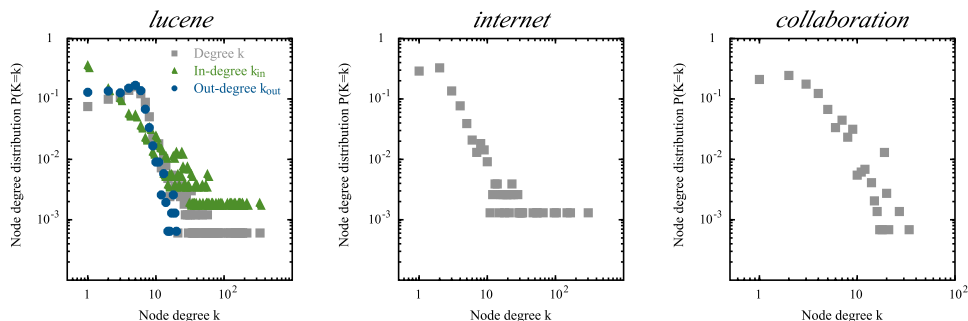 lucene
1
10⁻¹
10⁻²
10⁻³
Node degree distribution P(K=k)
Degree k
In-degree kᵢₙ
Out-degree kₒᵤₜ
1 10 10²
Node degree k
internet
1
10⁻¹
10⁻²
10⁻³
Node degree distribution P(K=k)
1 10 10²
Node degree k
collaboration
1
10⁻¹
10⁻²
10⁻³
Node degree distribution P(K=k)
1 10 10²
Node degree k